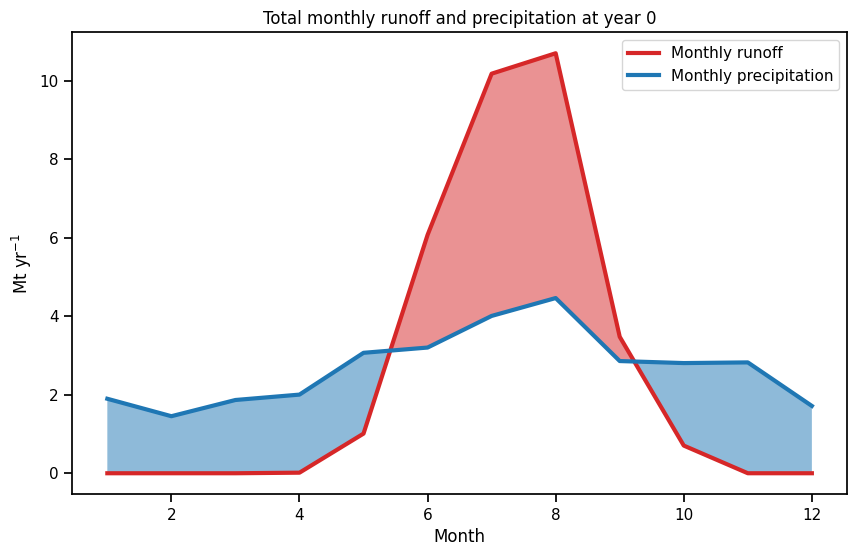 Total monthly runoff and precipitation at year 0
Monthly runoff
Monthly precipitation
10
8
6
4
2
0
Mt yr⁻¹
2 4 6 8 10 12
Month